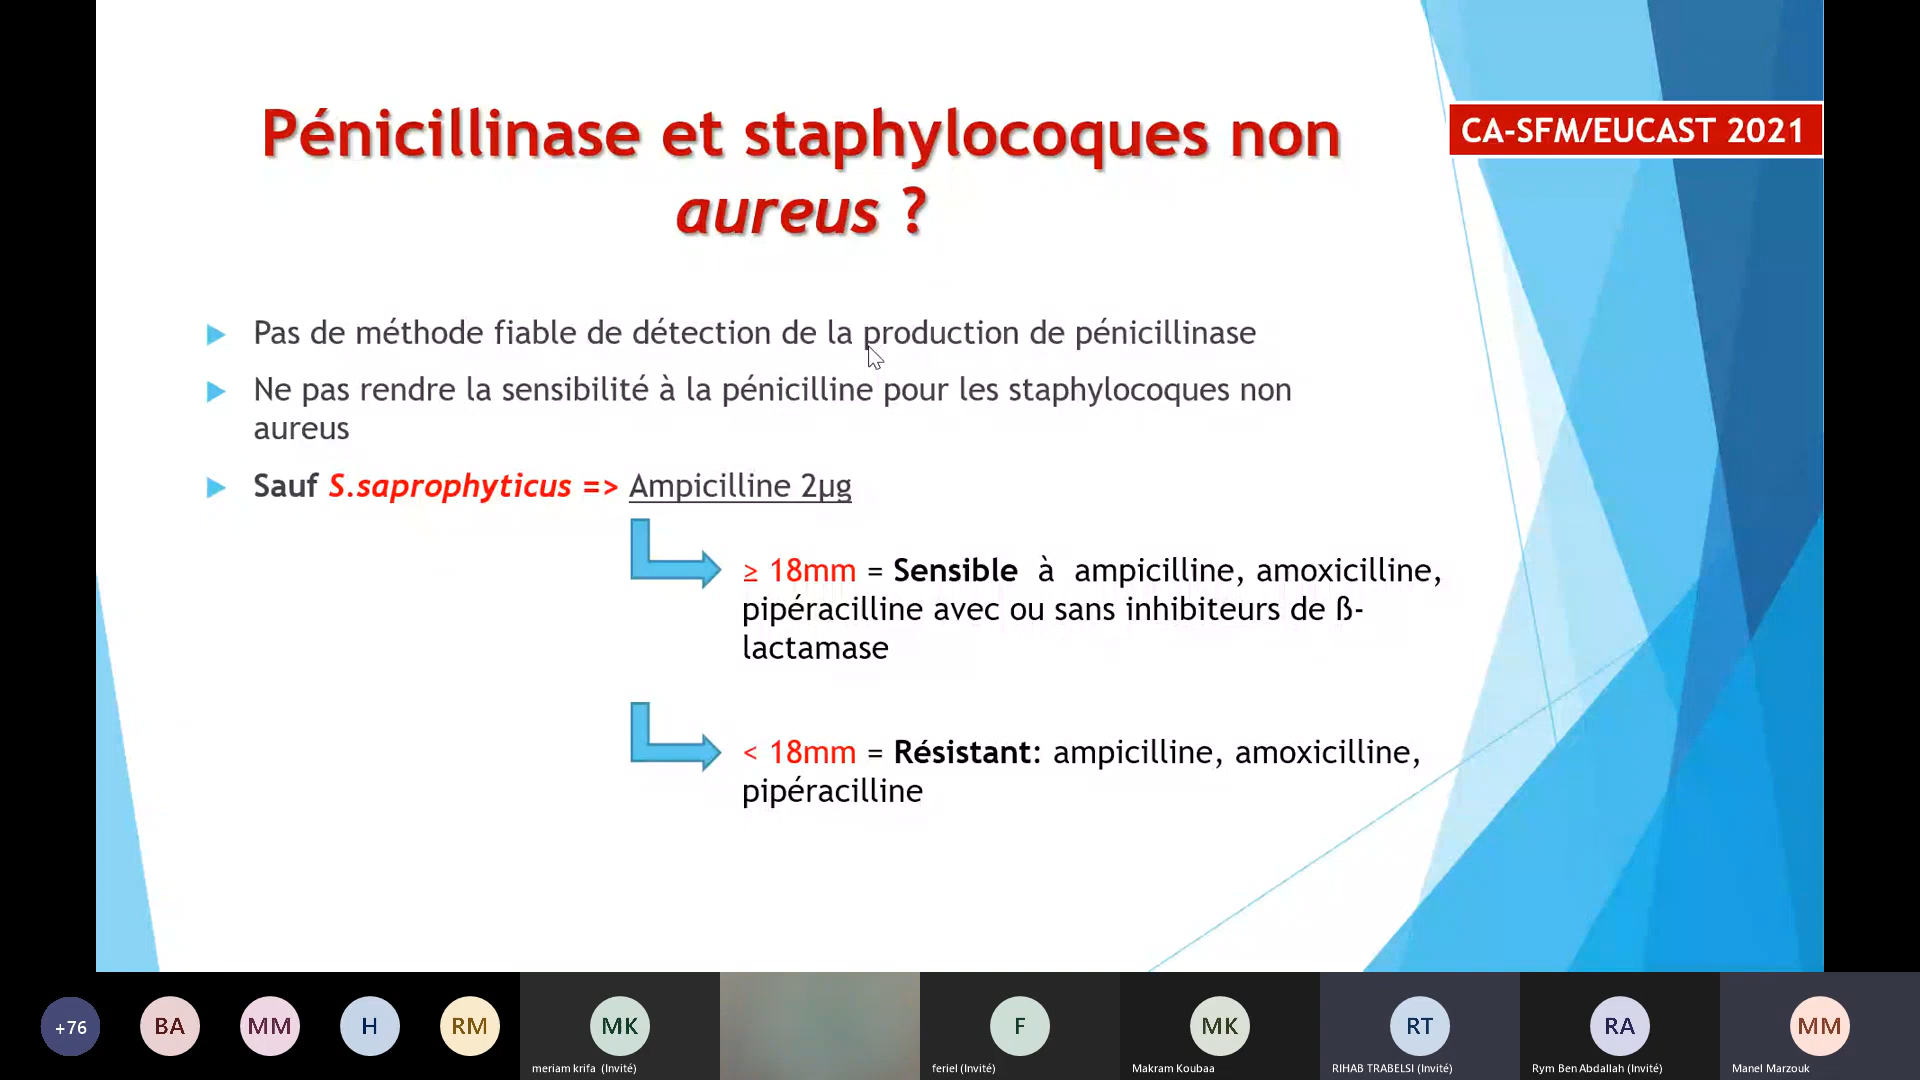 Pénicillinase et staphylocoques non
aureus ?
CA-SFM/EUCAST 2021
Pas de méthode fiable de détection de la production de pénicillinase
Ne pas rendre la sensibilité à la pénicilline pour les staphylocoques non
aureus
Sauf S.saprophyticus => Ampicilline 2µg
≥ 18mm = Sensible à ampicilline, amoxicilline,
pipéracilline avec ou sans inhibiteurs de ß-
lactamase
< 18mm = Résistant: ampicilline, amoxicilline,
pipéracilline
+76
BA
MM
H
RM
MK
meriam krifa (Invité)
F
feriel (Invité)
MK
Makram Koubaa
RT
RIHAB TRABELSI (Invité)
RA
Rym Ben Abdallah (Invité)
MM
Manel Marzouk